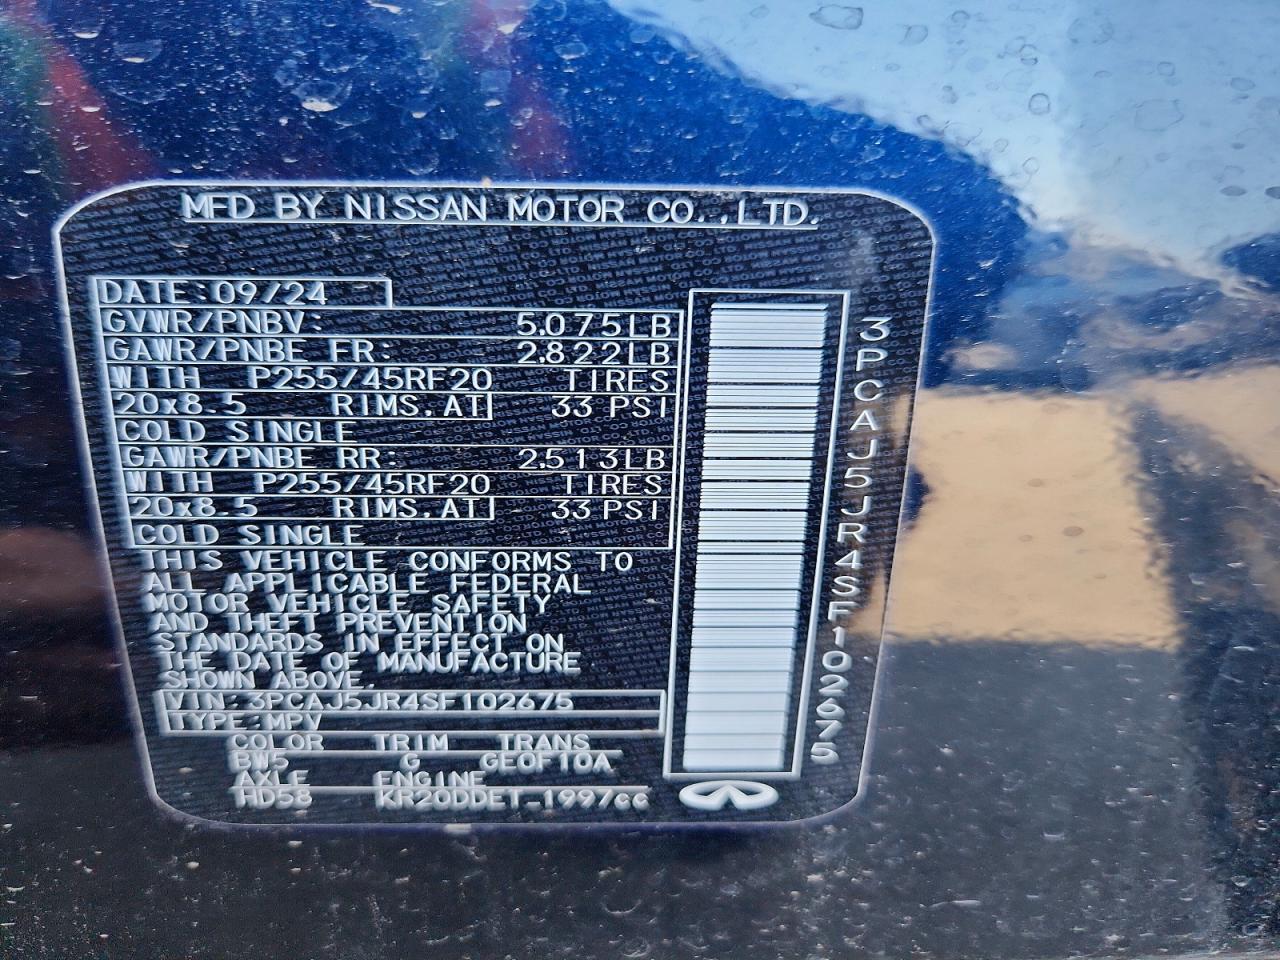 MFD BY NISSAN MOTOR CO.,LTD.
DATE:09/24
GVWR/PNBV: 5,075LB
GAWR/PNBE FR: 2,822LB
WITH P255/45RF20 TIRES
20x8.5 RIMS,AT 33 PSI
COLD SINGLE
GAWR/PNBE RR: 2,513LB
WITH P255/45RF20 TIRES
20x8.5 RIMS,AT 33 PSI
COLD SINGLE
THIS VEHICLE CONFORMS TO
ALL APPLICABLE FEDERAL
MOTOR VEHICLE SAFETY
AND THEFT PREVENTION
STANDARDS IN EFFECT ON
THE DATE OF MANUFACTURE
SHOWN ABOVE.
VIN:3PCAJ5JR4SF102675
TYPE:MPV
COLOR TRIM TRANS
BW5 G GE0F10A
AXLE ENGINE
HD58 KR20DDET_1997cc
3PCAJ5JR4SF102675